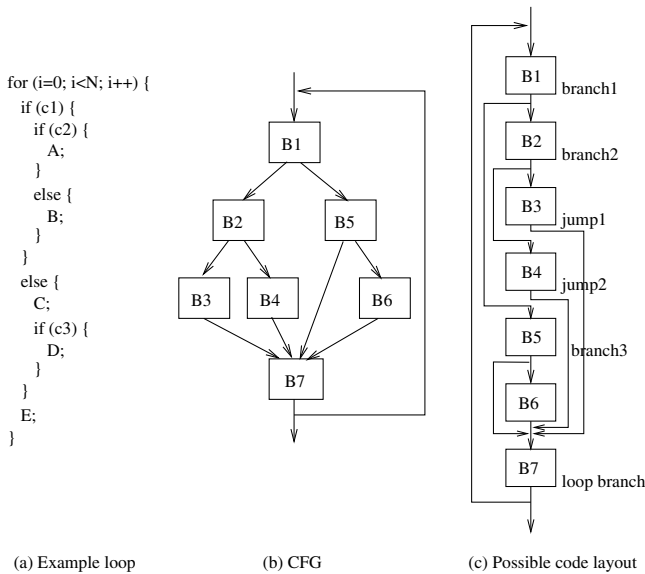 for (i=0; i<N; i++) {
if (c1) {
if (c2) {
A;
}
else {
B;
}
}
else {
C;
if (c3) {
D;
}
}
E;
}
(a) Example loop
B1
B2
B5
B3
B4
B6
B7
(b) CFG
B1
branch1
B2
branch2
B3
jump1
B4
jump2
B5
branch3
B6
B7
loop branch
(c) Possible code layout